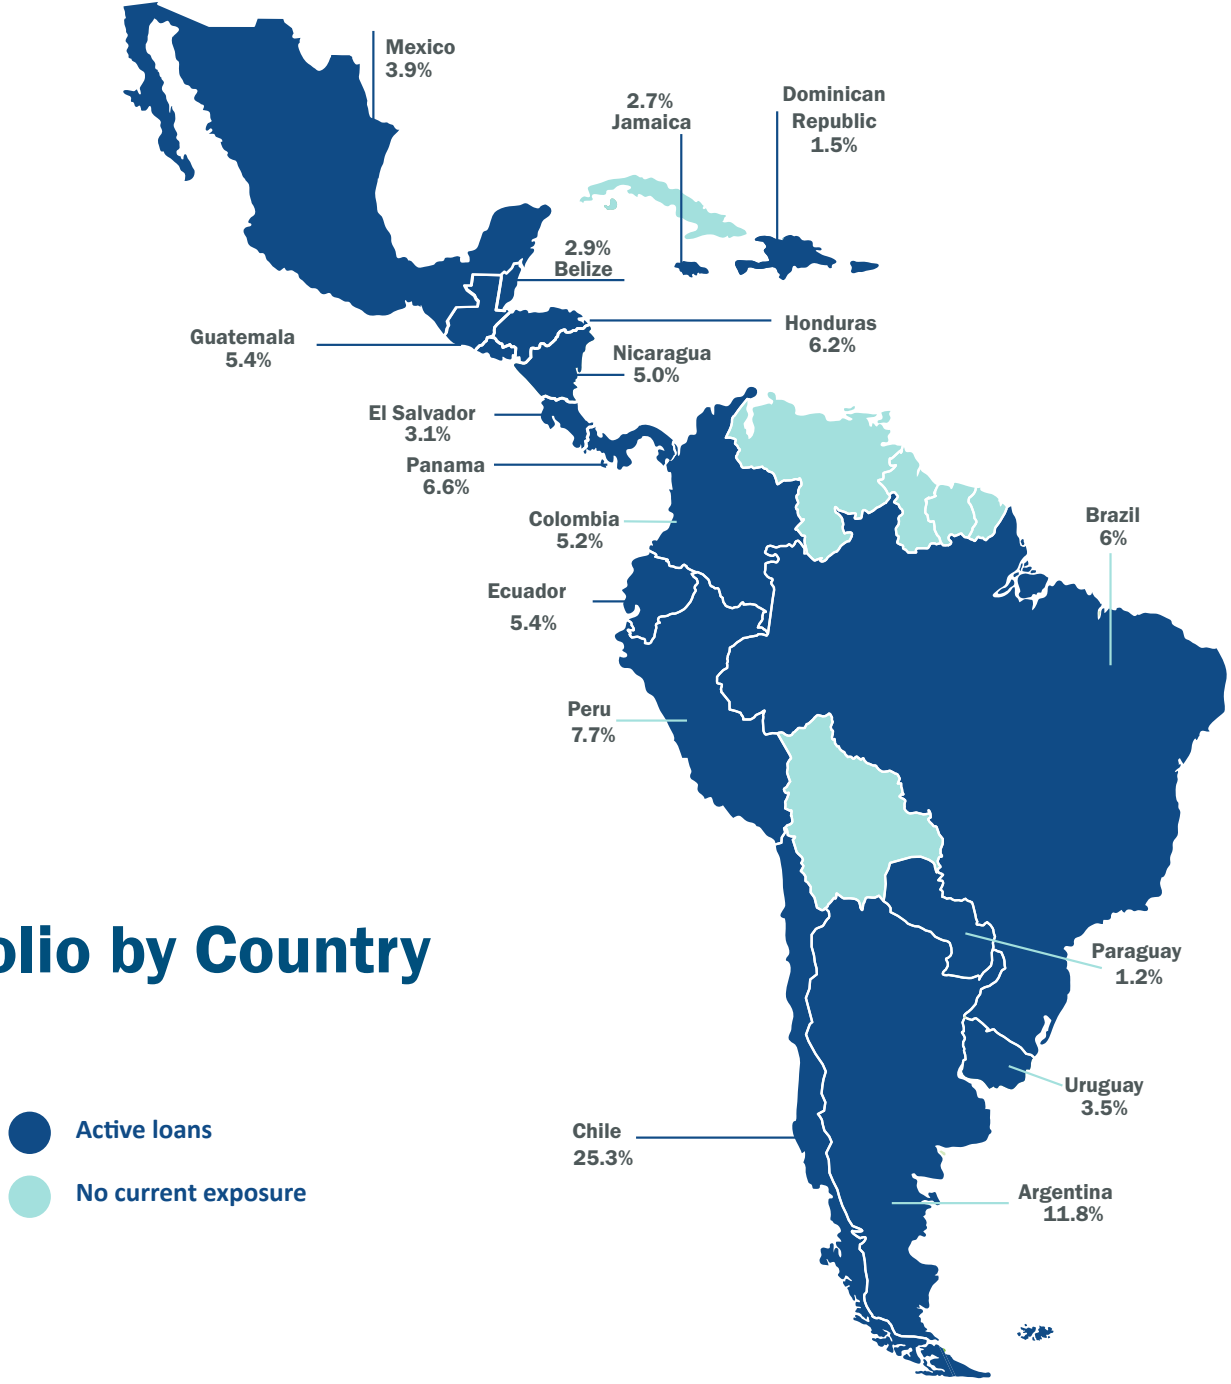 Mexico
3.9%
2.7%
Jamaica
Dominican
Republic
1.5%
2.9%
Belize
Guatemala
5.4%
Honduras
6.2%
Nicaragua
5.0%
El Salvador
3.1%
Panama
6.6%
Colombia
5.2%
Brazil
6%
Ecuador
5.4%
Peru
7.7%
olio by Country
Paraguay
1.2%
Uruguay
3.5%
Active loans
Chile
25.3%
No current exposure
Argentina
11.8%